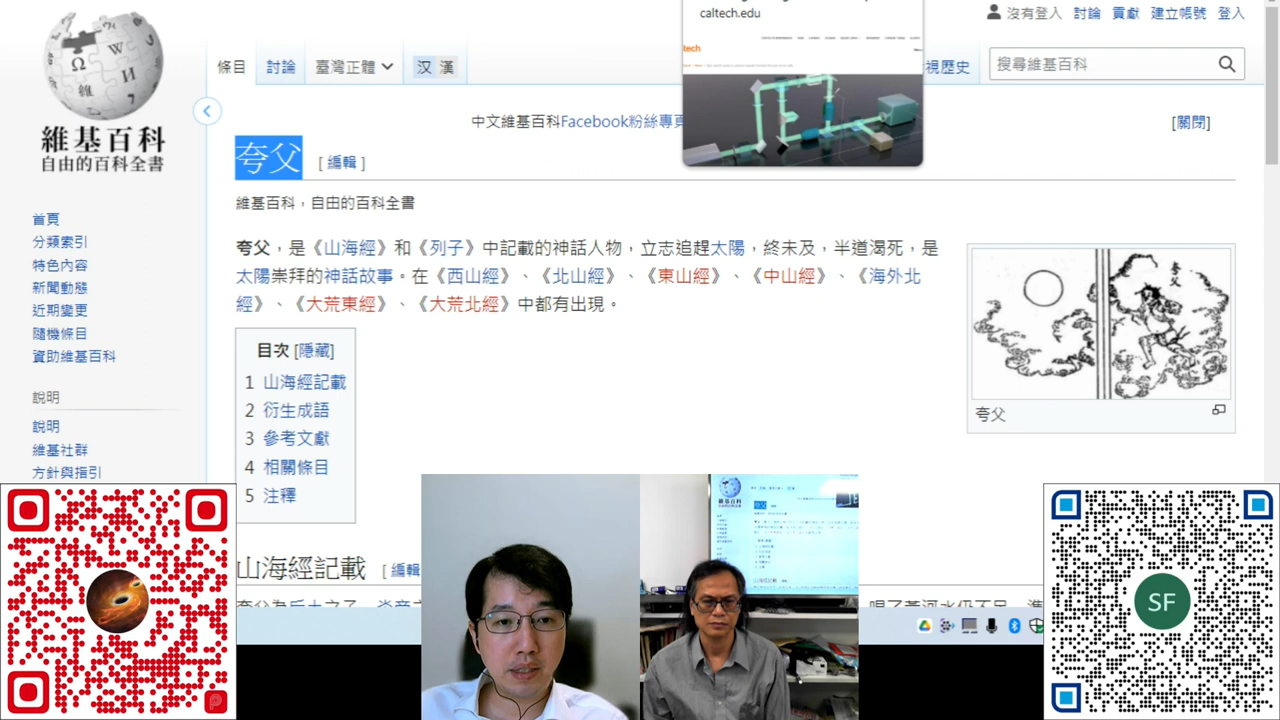 caltech.edu
沒有登入 討論 貢獻 建立帳號 登入
條目 討論 臺灣正體 汉 漢
視歷史
搜尋維基百科
維基百科
自由的百科全書
中文維基百科Facebook粉絲專頁
[關閉]
夸父 [ 編輯 ]
維基百科,自由的百科全書
夸父,是《山海經》和《列子》中記載的神話人物,立志追趕太陽,終未及,半道渴死,是
太陽崇拜的神話故事。在《西山經》、《北山經》、《東山經》、《中山經》、《海外北
經》、《大荒東經》、《大荒北經》中都有出現。
首頁
分類索引
特色內容
新聞動態
近期變更
隨機條目
資助維基百科
說明
說明
維基社群
方針與指引
目次 [隱藏]
1 山海經記載
2 衍生成語
3 參考文獻
4 相關條目
5 注釋
夸父
夸父
山海經記載 [ 編輯
tech
SF